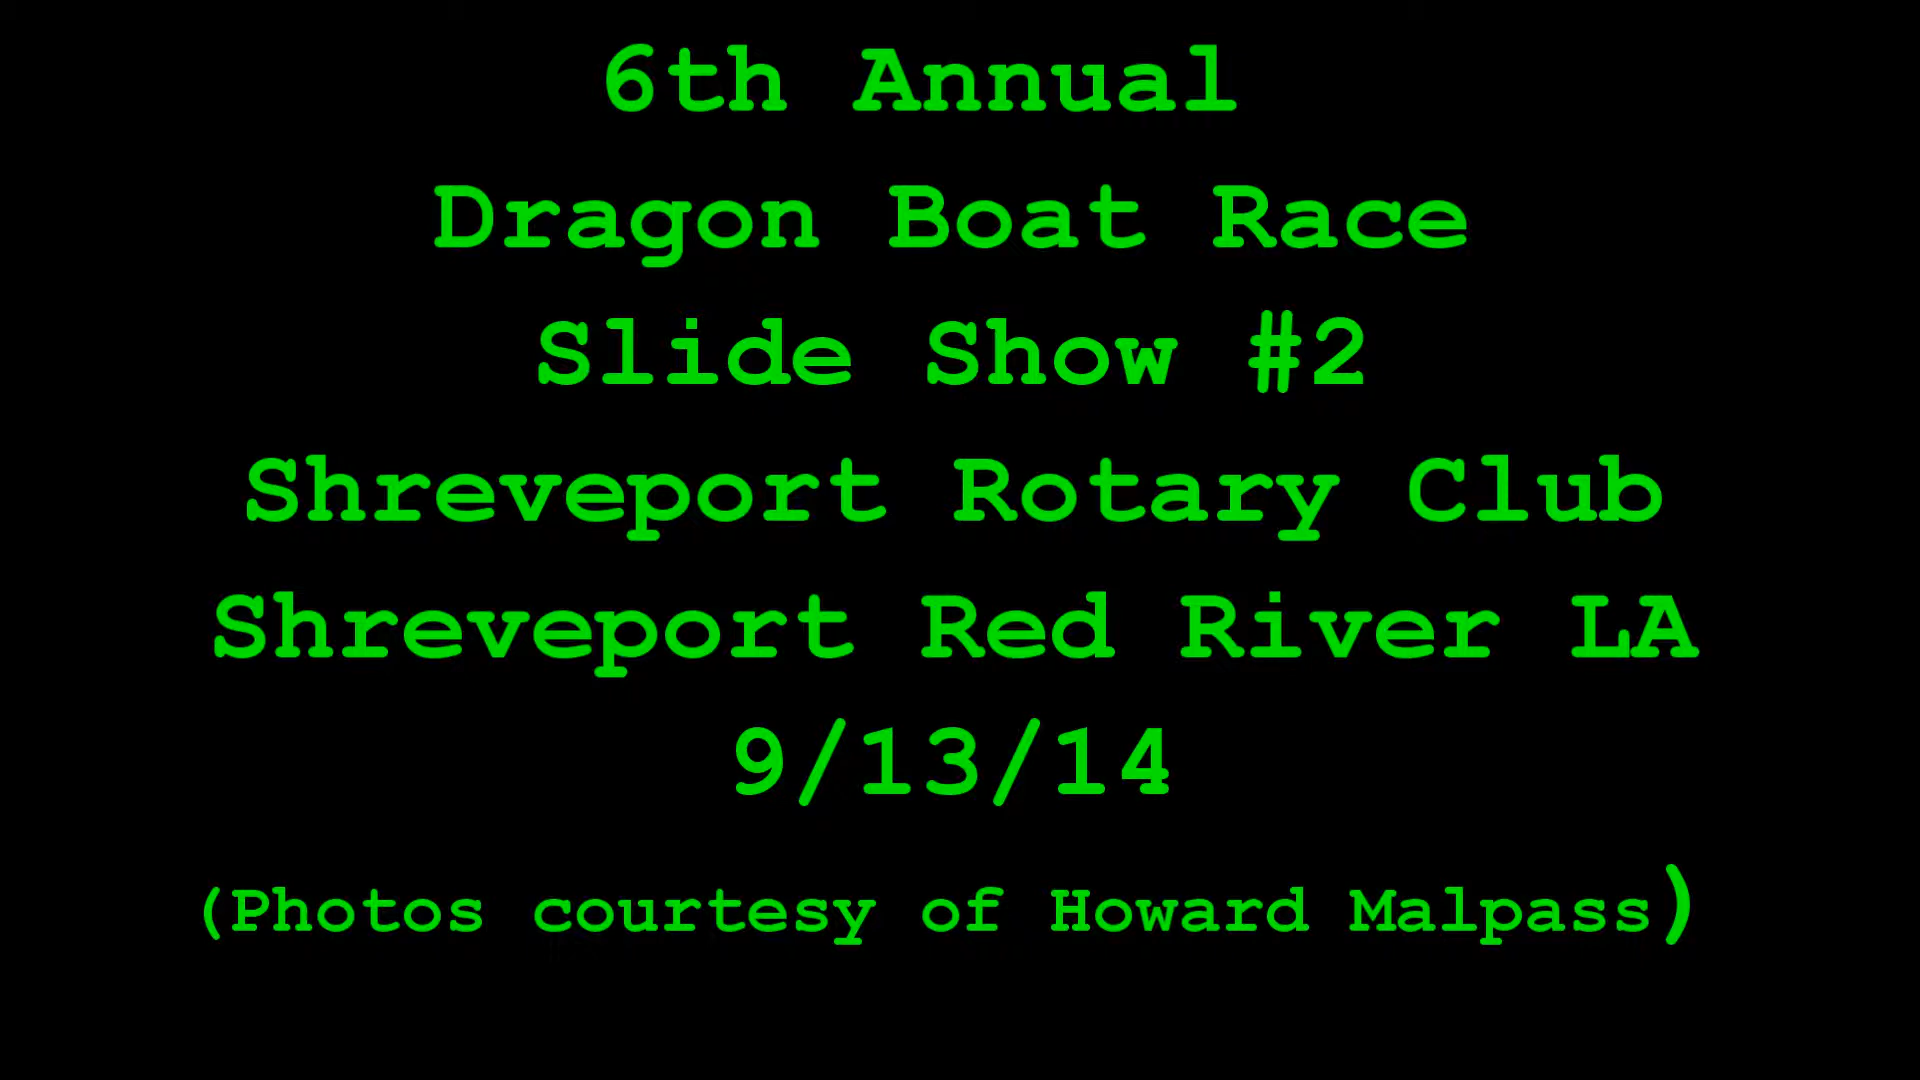 6th Annual
Dragon Boat Race
Slide Show #2
Shreveport Rotary Club
Shreveport Red River LA
9/13/14
(Photos courtesy of Howard Malpass)